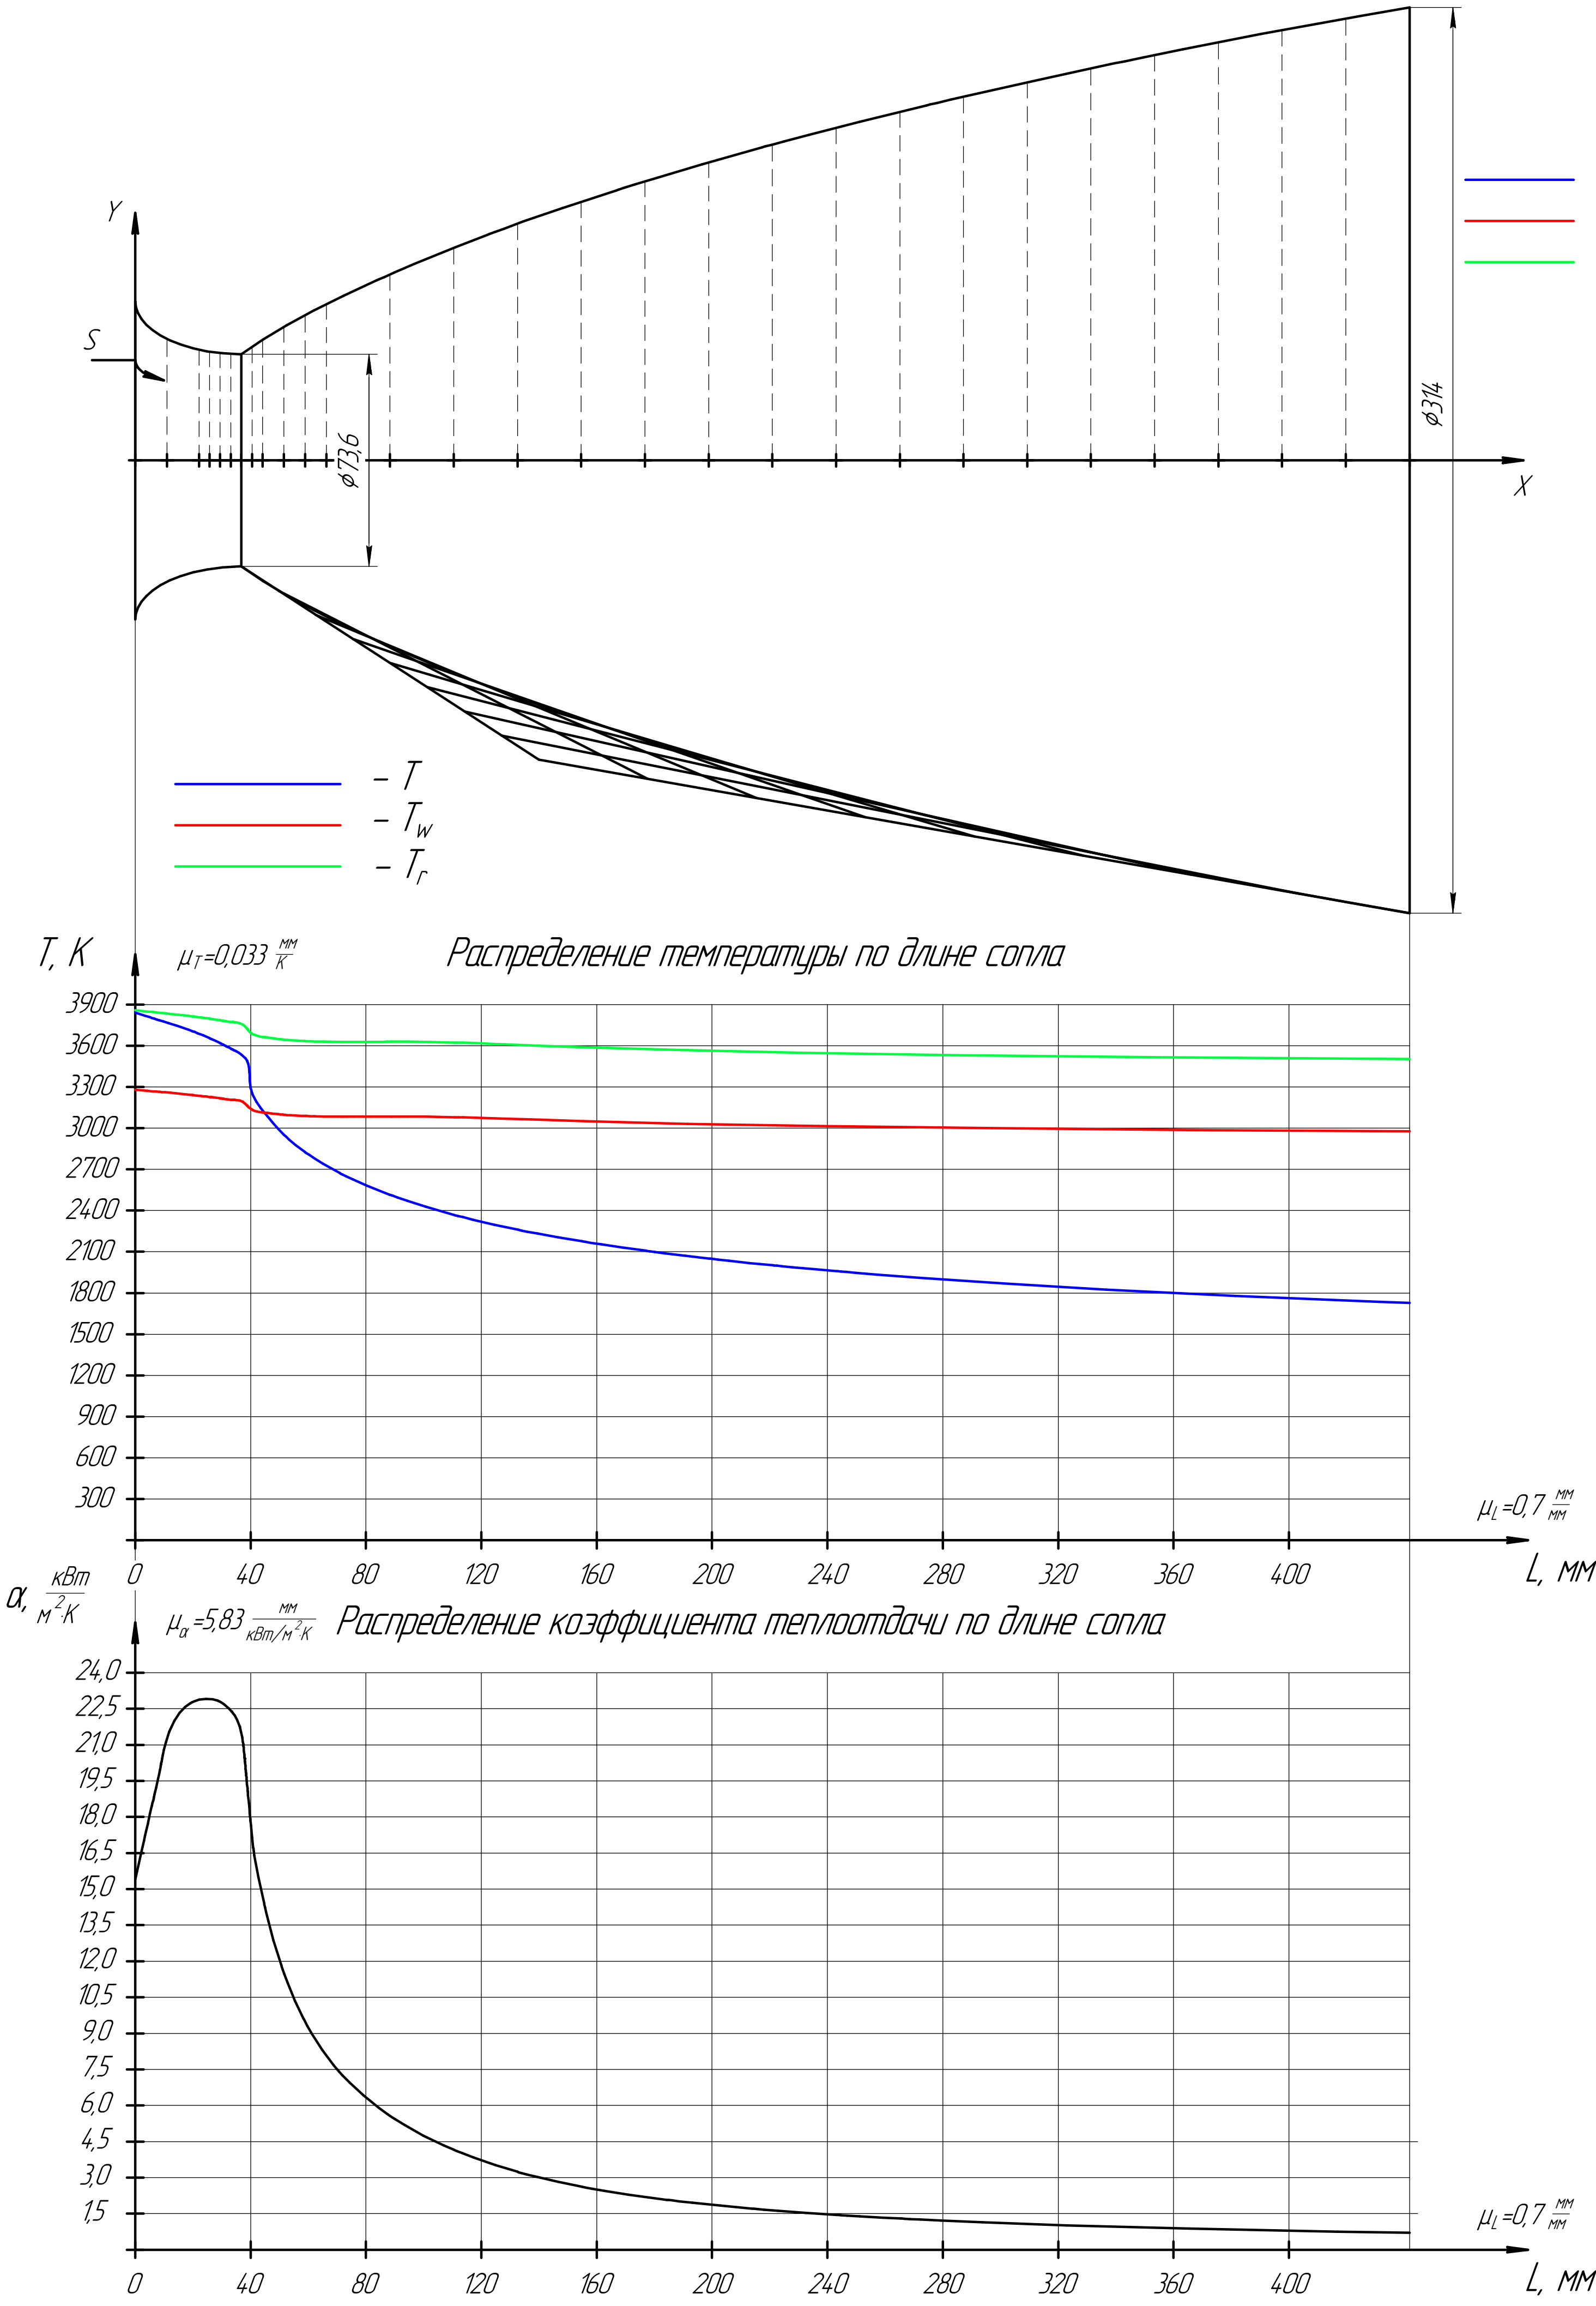 Y
S
⌀73,6
⌀314
X
– T
– T_w
– T_r
T, К
μ_T=0,033 мм/К
Распределение температуры по длине сопла
3900
3600
3300
3000
2700
2400
2100
1800
1500
1200
900
600
300
μ_L=0,7 мм/мм
0 40 80 120 160 200 240 280 320 360 400
L, мм
α, кВт/м²·К
μ_α=5,83 мм/кВт/м²·К
Распределение коэффициента теплоотдачи по длине сопла
24,0
22,5
21,0
19,5
18,0
16,5
15,0
13,5
12,0
10,5
9,0
7,5
6,0
4,5
3,0
1,5
μ_L=0,7 мм/мм
0 40 80 120 160 200 240 280 320 360 400
L, мм